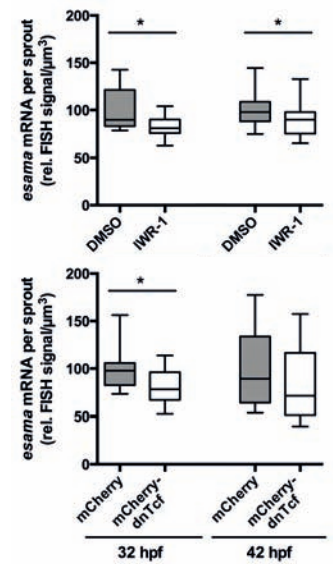 esama mRNA per sprout
(rel. FISH signal/µm³)
200
150
100
50
0
*
*
DMSO
IWR-1
DMSO
IWR-1
esama mRNA per sprout
(rel. FISH signal/µm³)
200
150
100
50
0
*
mCherry
mCherry-
dnTcf
mCherry
mCherry-
dnTcf
32 hpf
42 hpf